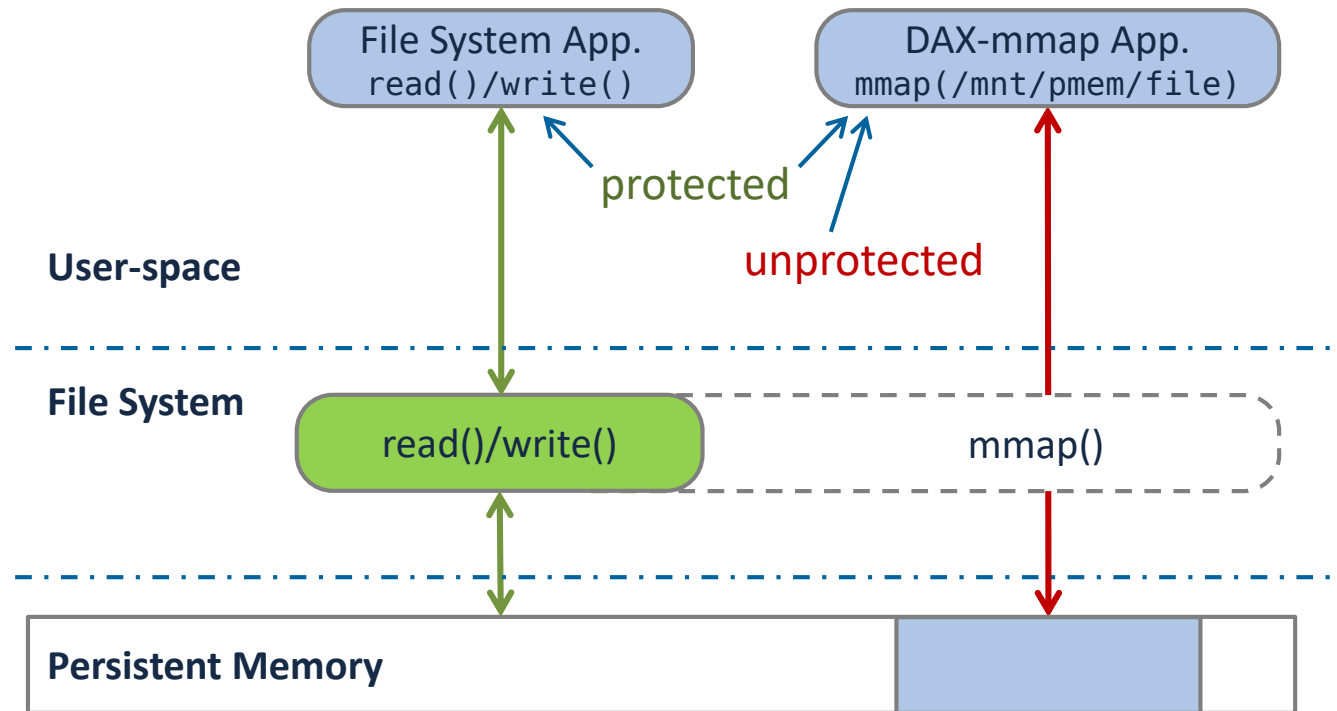 File System App.
read()/write()
DAX-mmap App.
mmap(/mnt/pmem/file)
protected
unprotected
User-space
File System
read()/write()
mmap()
Persistent Memory